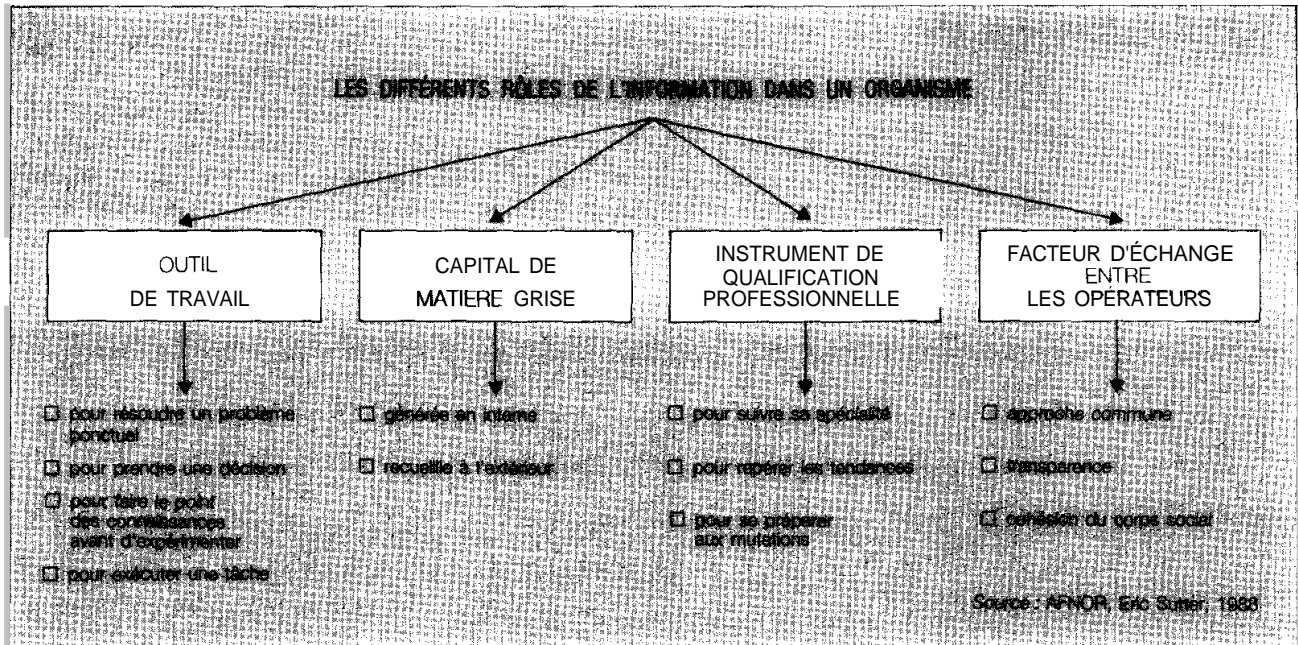 LES DIFFÉRENTS RÔLES DE L'INFORMATION DANS UN ORGANISME
OUTIL
DE TRAVAIL
CAPITAL DE
MATIERE GRISE
INSTRUMENT DE
QUALIFICATION
PROFESSIONNELLE
FACTEUR D'ÉCHANGE
ENTRE
LES OPÉRATEURS
pour résoudre un problème
ponctuel
pour prendre une décision
pour faire le point
des connaissances
avant d'expérimenter
pour exécuter une tâche
générée en interne
recueillie à l'extérieur
pour suivre sa spécialité
pour repérer les tendances
pour se préparer
aux mutations
approche commune
transparence
cohésion du corps social
Source : AFNOR, Eric Sutter, 1988